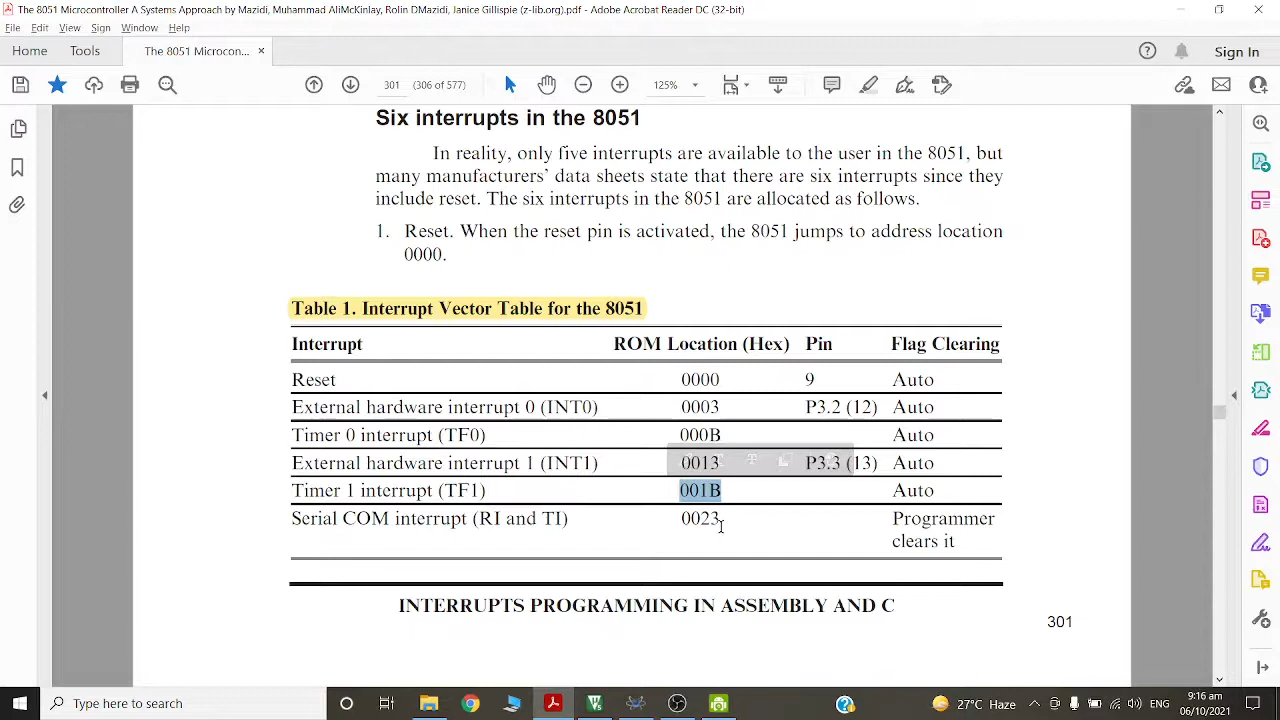 The 8051 Microcontroller A Systems Approach by Mazidi, Muhammad AliMcKinlay, Rolin DMazidi, Janice Gillispie (z-lib.org).pdf - Adobe Acrobat Reader DC (32-bit)
File Edit View Sign Window Help
Home Tools The 8051 Microcon... × Sign In
301 (306 of 577) 125%
Six interrupts in the 8051
In reality, only five interrupts are available to the user in the 8051, but
many manufacturers' data sheets state that there are six interrupts since they
include reset. The six interrupts in the 8051 are allocated as follows.
1. Reset. When the reset pin is activated, the 8051 jumps to address location
0000.
Table 1. Interrupt Vector Table for the 8051
Interrupt ROM Location (Hex) Pin Flag Clearing
Reset 0000 9 Auto
External hardware interrupt 0 (INT0) 0003 P3.2 (12) Auto
Timer 0 interrupt (TF0) 000B Auto
External hardware interrupt 1 (INT1) 0013 P3.3 (13) Auto
Timer 1 interrupt (TF1) 001B Auto
Serial COM interrupt (RI and TI) 0023 Programmer
clears it
INTERRUPTS PROGRAMMING IN ASSEMBLY AND C
301
Type here to search 27°C Haze ENG 9:16 am
06/10/2021